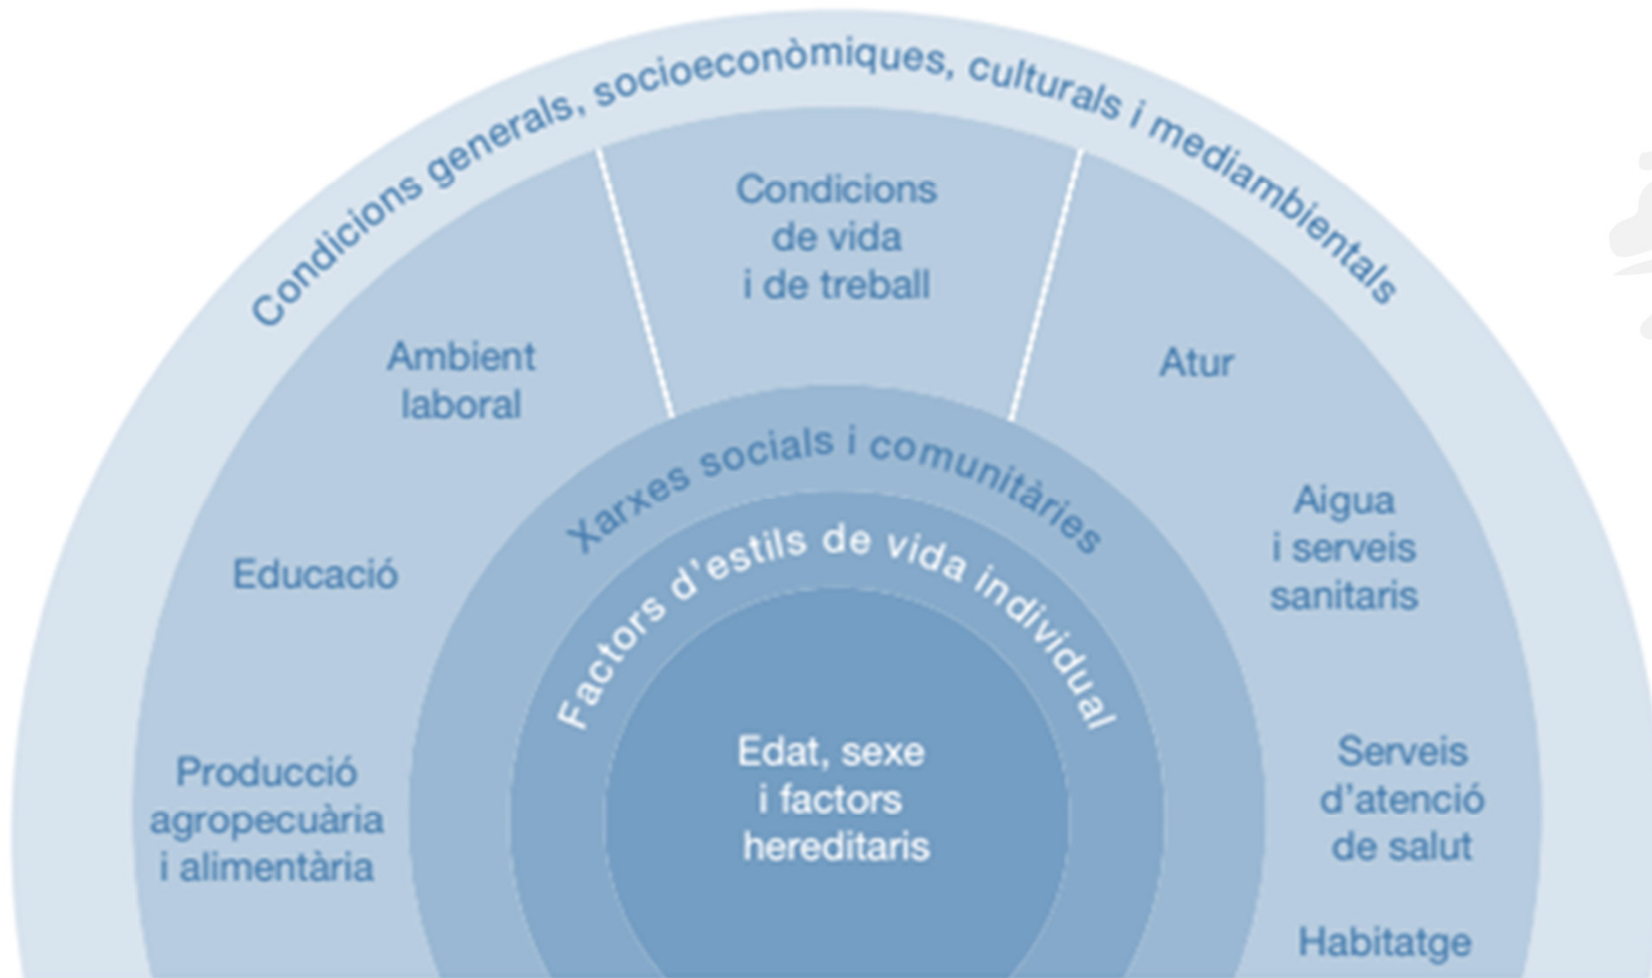 Condicions generals, socioeconòmiques, culturals i mediambientals
Condicions
de vida
i de treball
Ambient
laboral
Atur
Xarxes socials i comunitàries
Aigua
i serveis
sanitaris
Factors d'estils de vida individual
Educació
Edat, sexe
i factors
hereditaris
Serveis
d'atenció
de salut
Producció
agropecuària
i alimentària
Habitatge